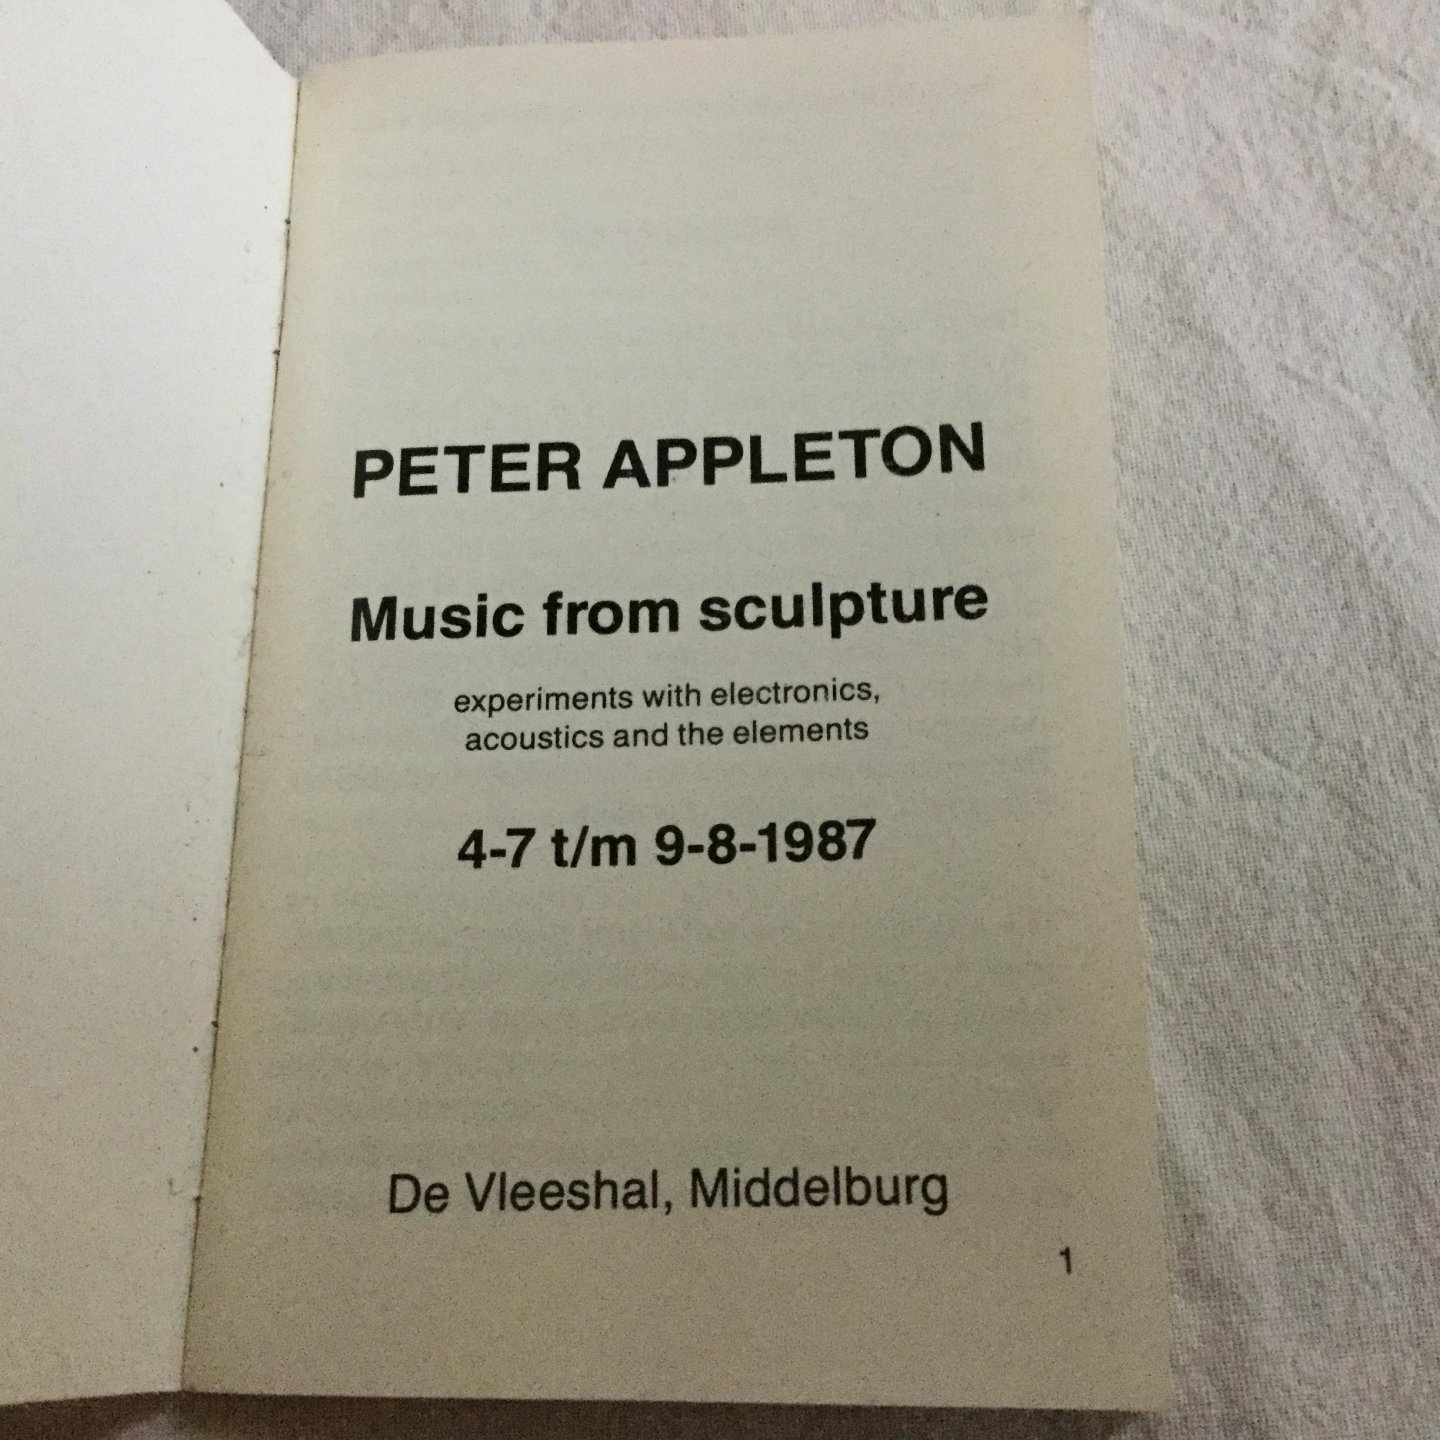 PETER APPLETON
Music from sculpture
experiments with electronics,
acoustics and the elements
4-7 t/m 9-8-1987
De Vleeshal, Middelburg
1